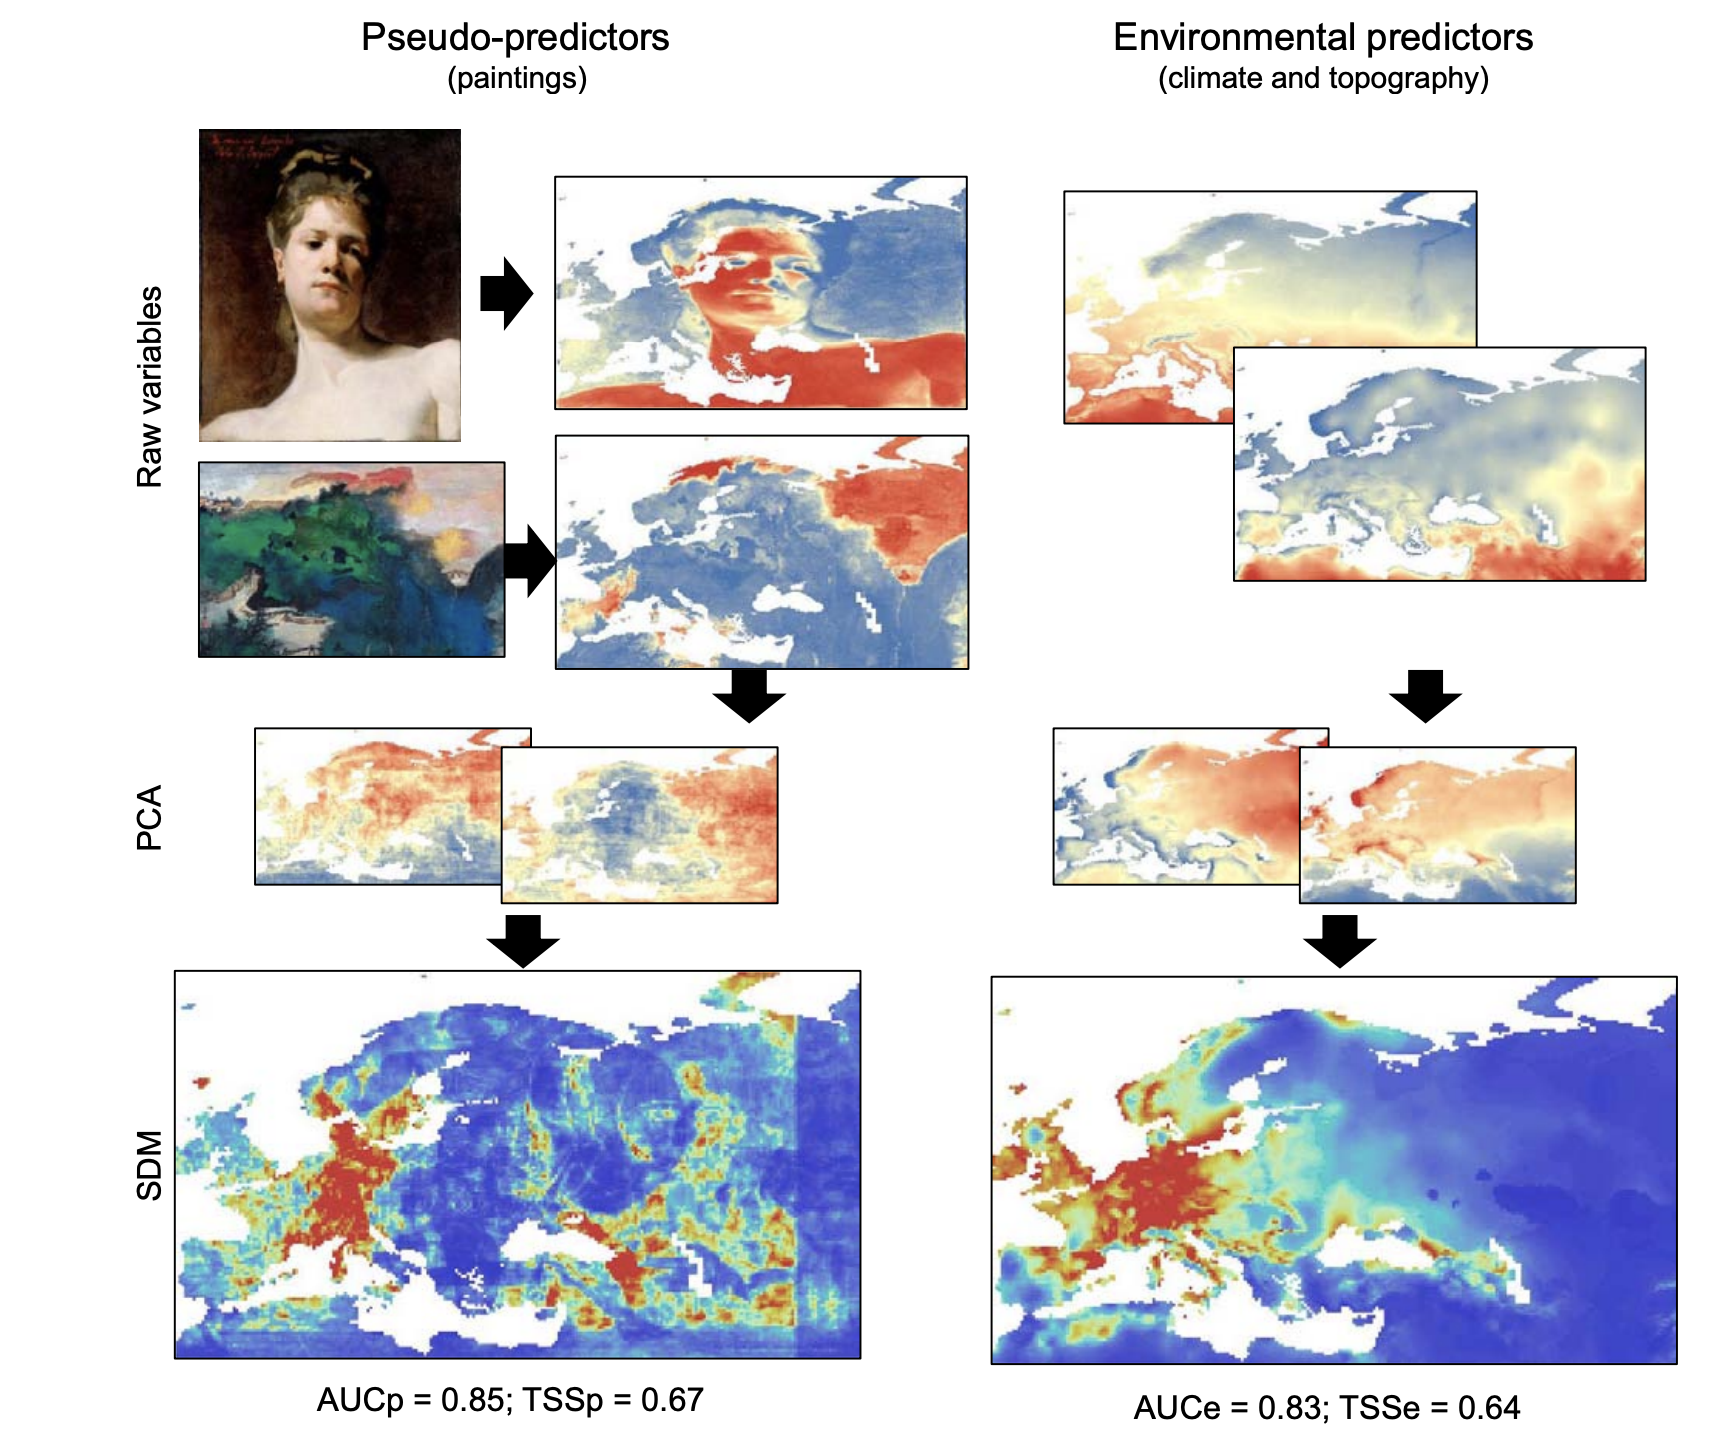 Pseudo-predictors
(paintings)
Environmental predictors
(climate and topography)
Raw variables
PCA
SDM
AUCp = 0.85; TSSp = 0.67
AUCe = 0.83; TSSe = 0.64